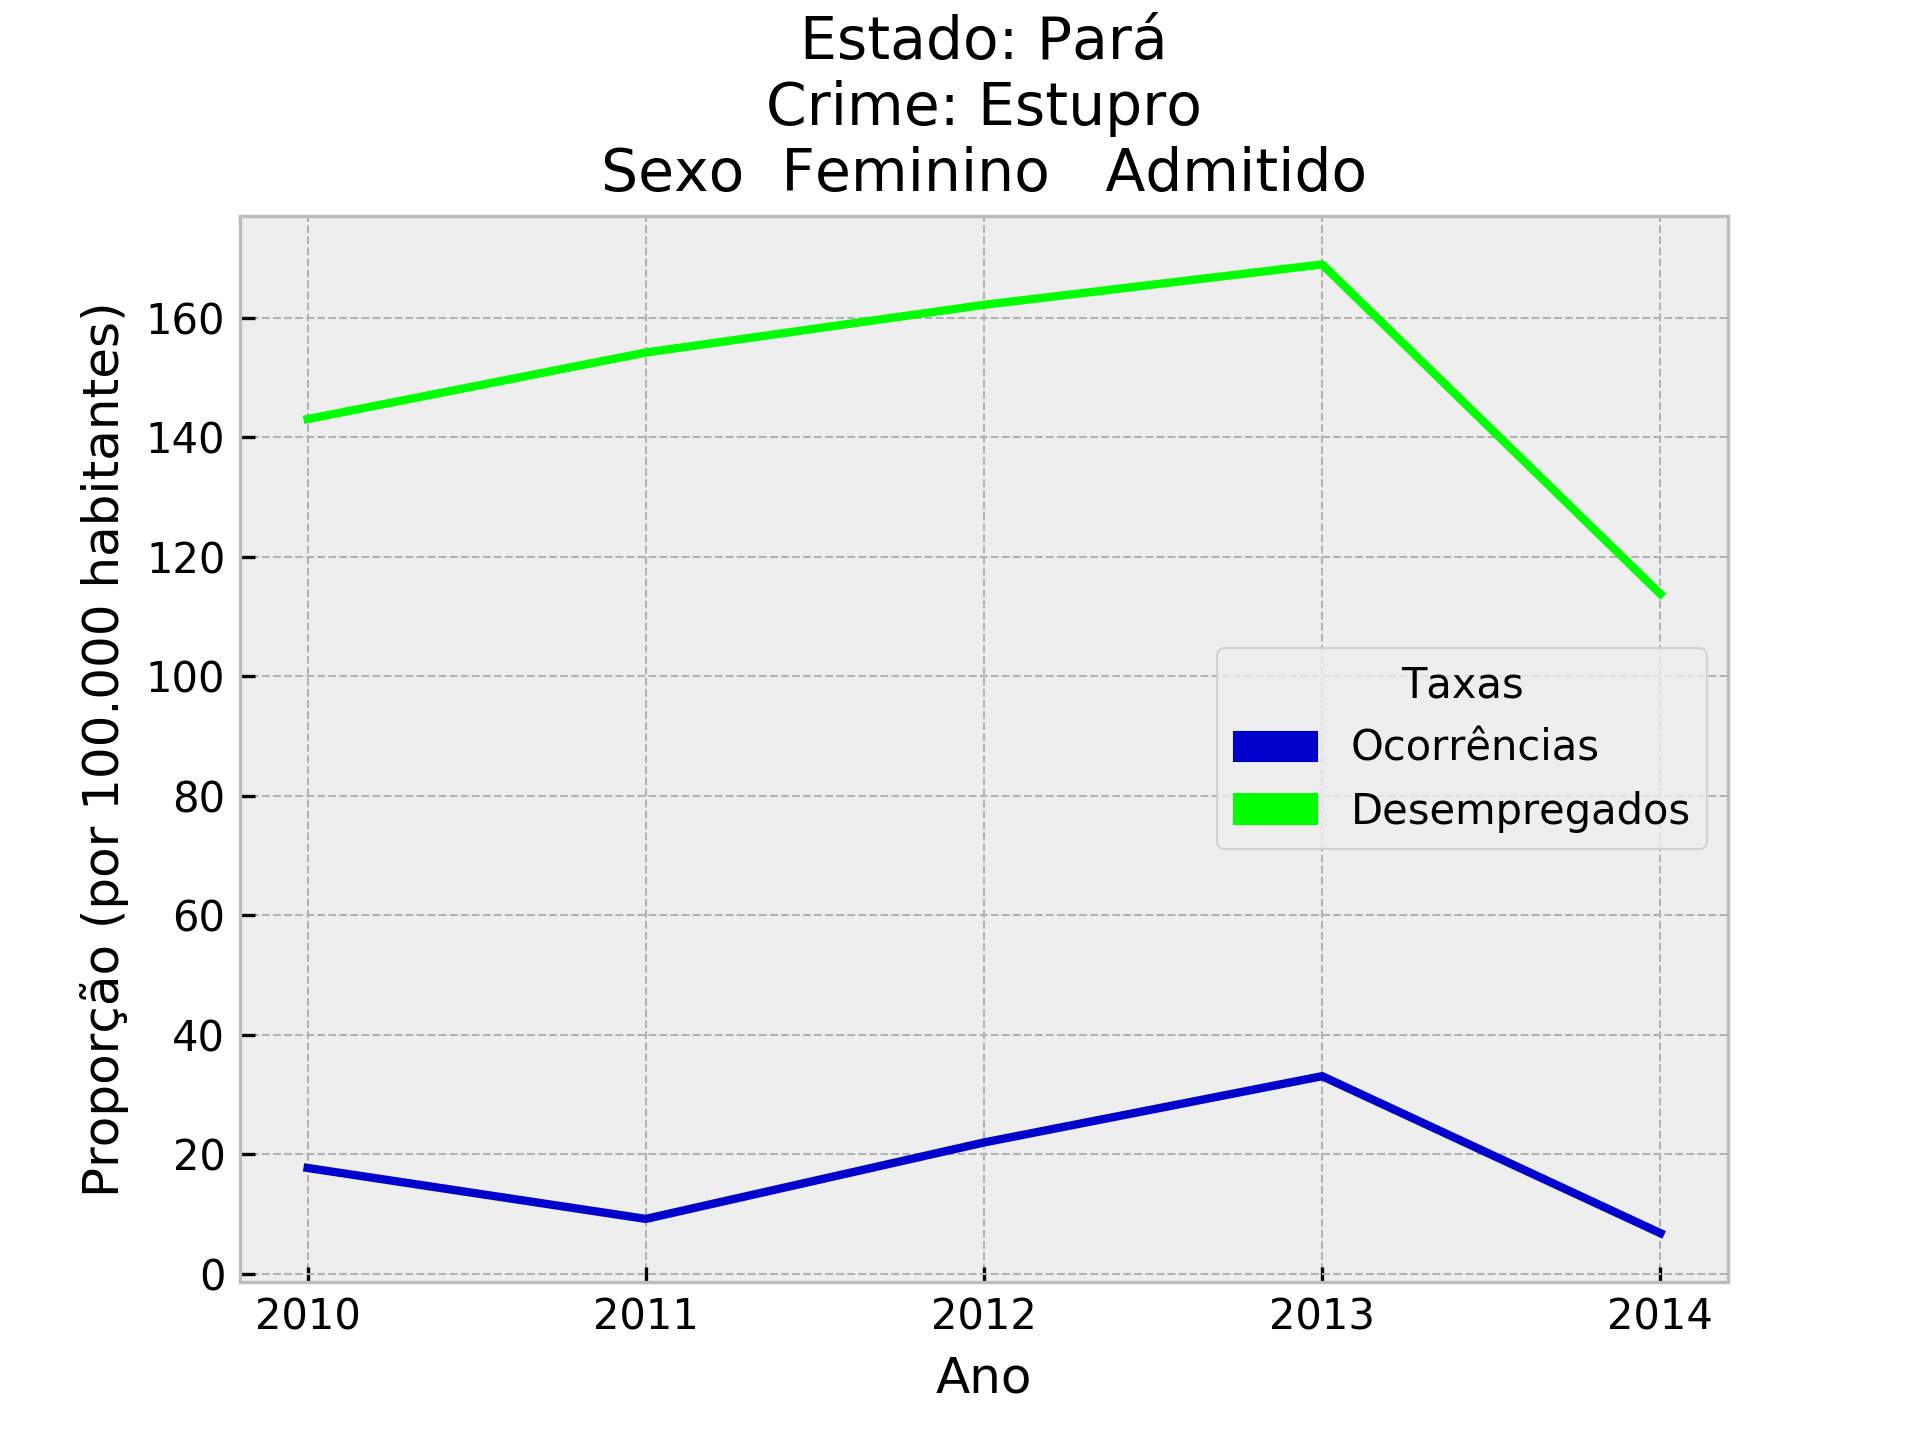 Estado: Pará
Crime: Estupro
Sexo Feminino Admitido
Proporção (por 100.000 habitantes)
160
140
120
100
80
60
40
20
0
Taxas
Ocorrências
Desempregados
2010 2011 2012 2013 2014
Ano